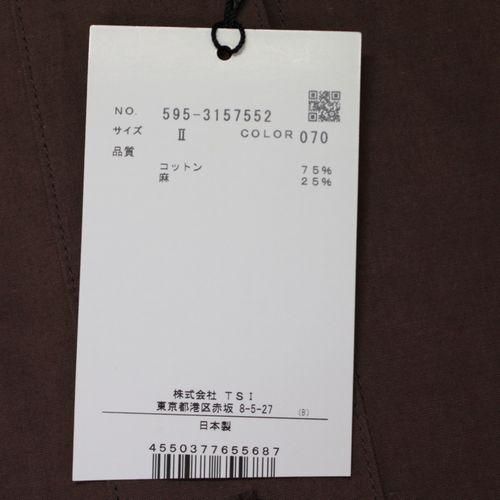 NO. 595-3157552
サイズ Ⅱ COLOR 070
品質
コットン 75%
麻 25%
株式会社 TSI
東京都港区赤坂 8-5-27 (B)
日本製
4550377655687